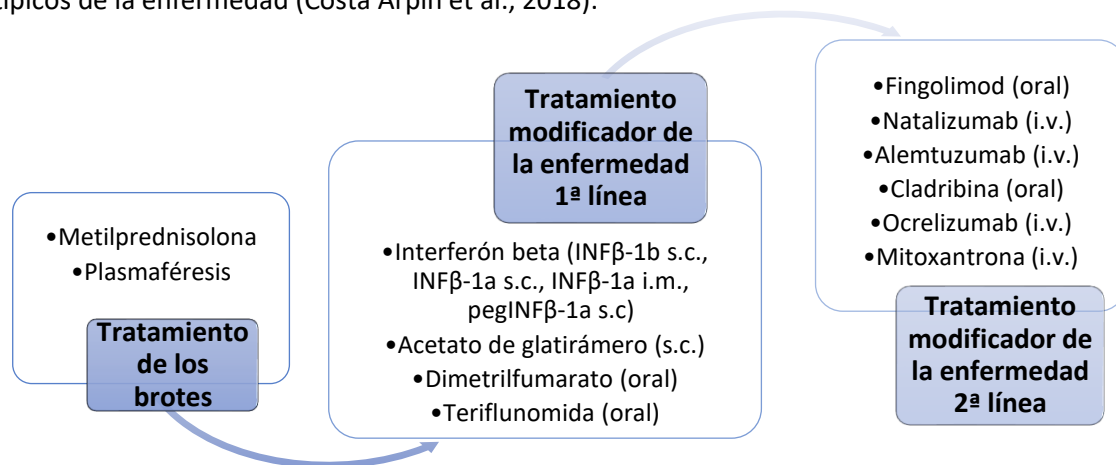 típicos de la enfermedad (Costa Arpín et al., 2018).
•Metilprednisolona
•Plasmaféresis
Tratamiento
de los
brotes
Tratamiento
modificador de
la enfermedad
1ª línea
•Interferón beta (INFβ-1b s.c.,
INFβ-1a s.c., INFβ-1a i.m.,
pegINFβ-1a s.c)
•Acetato de glatirámero (s.c.)
•Dimetrilfumarato (oral)
•Teriflunomida (oral)
•Fingolimod (oral)
•Natalizumab (i.v.)
•Alemtuzumab (i.v.)
•Cladribina (oral)
•Ocrelizumab (i.v.)
•Mitoxantrona (i.v.)
Tratamiento
modificador de
la enfermedad
2ª línea